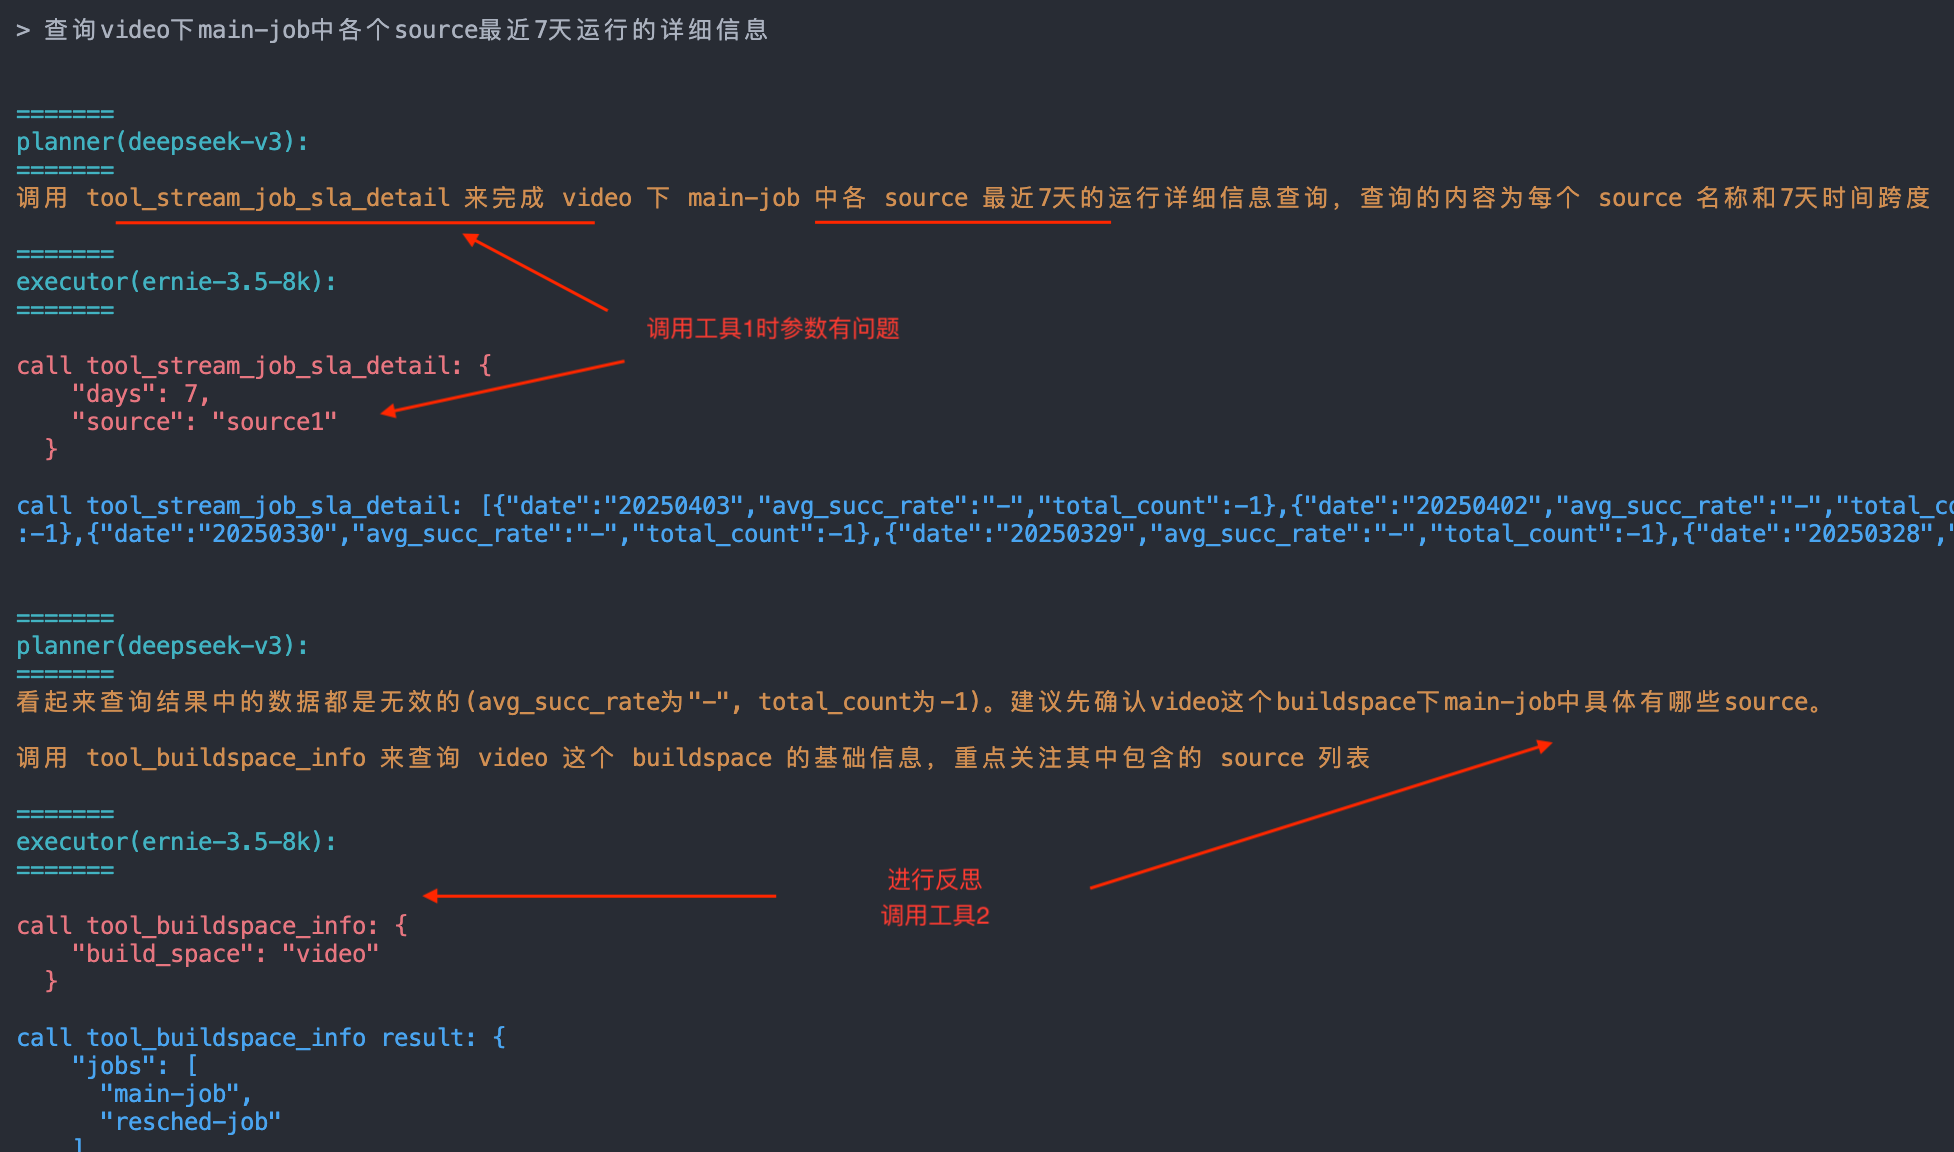 > 查询video下main-job中各个source最近7天运行的详细信息
=======
planner(deepseek-v3):
=======
调用 tool_stream_job_sla_detail 来完成 video 下 main-job 中各 source 最近7天的运行详细信息查询, 查询的内容为每个 source 名称和7天时间跨度
=======
executor(ernie-3.5-8k):
=======
调用工具1时参数有问题
call tool_stream_job_sla_detail: {
    "days": 7,
    "source": "source1"
  }
call tool_stream_job_sla_detail: [{"date":"20250403","avg_succ_rate":"-","total_count":-1},{"date":"20250402","avg_succ_rate":"-","total_co
:-1},{"date":"20250330","avg_succ_rate":"-","total_count":-1},{"date":"20250329","avg_succ_rate":"-","total_count":-1},{"date":"20250328","
=======
planner(deepseek-v3):
=======
看起来查询结果中的数据都是无效的(avg_succ_rate为"-", total_count为-1)。建议先确认video这个buildspace下main-job中具体有哪些source。
调用 tool_buildspace_info 来查询 video 这个 buildspace 的基础信息, 重点关注其中包含的 source 列表
=======
executor(ernie-3.5-8k):
=======
进行反思
调用工具2
call tool_buildspace_info: {
    "build_space": "video"
  }
call tool_buildspace_info result: {
    "jobs": [
      "main-job",
      "resched-job"
    ]